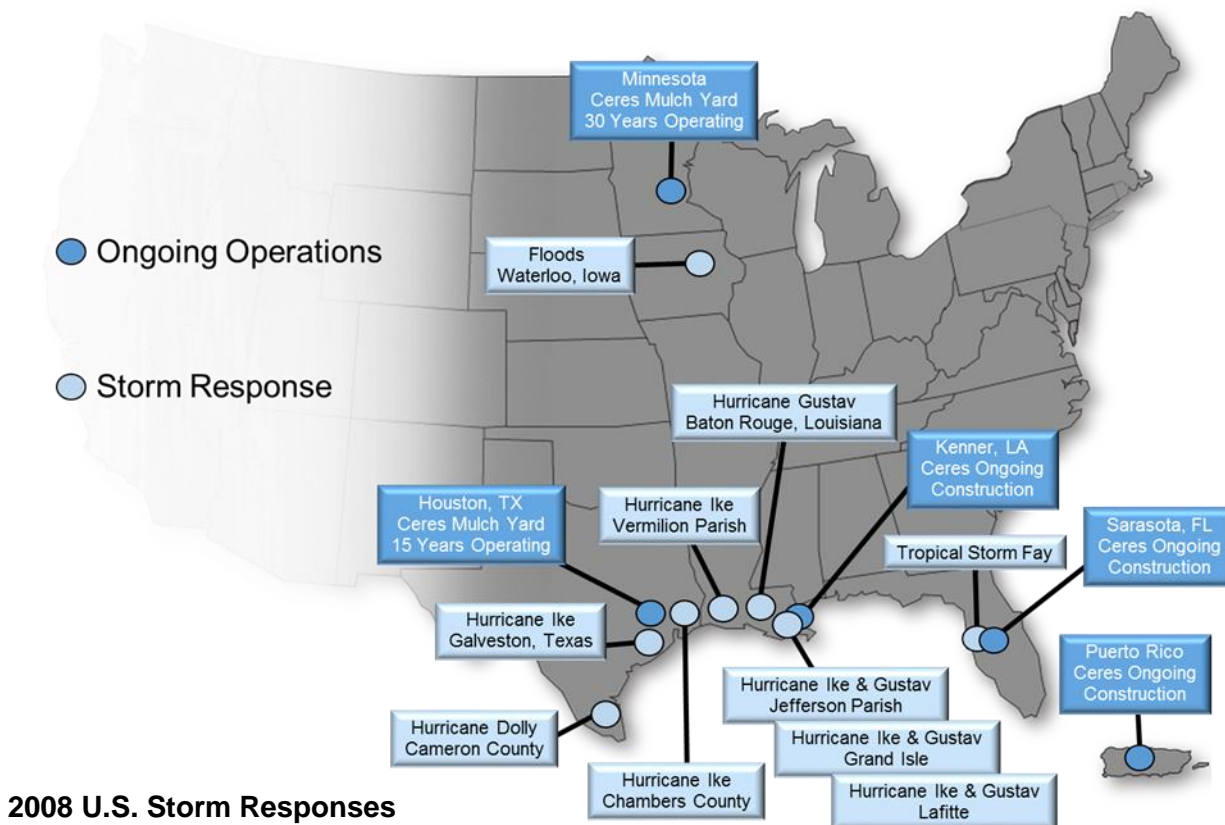 Minnesota
Ceres Mulch Yard
30 Years Operating
Ongoing Operations
Floods
Waterloo, Iowa
Storm Response
Hurricane Gustav
Baton Rouge, Louisiana
Kenner, LA
Ceres Ongoing
Construction
Houston, TX
Ceres Mulch Yard
15 Years Operating
Hurricane Ike
Vermilion Parish
Sarasota, FL
Ceres Ongoing
Construction
Tropical Storm Fay
Hurricane Ike
Galveston, Texas
Puerto Rico
Ceres Ongoing
Construction
Hurricane Ike & Gustav
Jefferson Parish
Hurricane Dolly
Cameron County
Hurricane Ike & Gustav
Grand Isle
Hurricane Ike
Chambers County
Hurricane Ike & Gustav
Lafitte
2008 U.S. Storm Responses